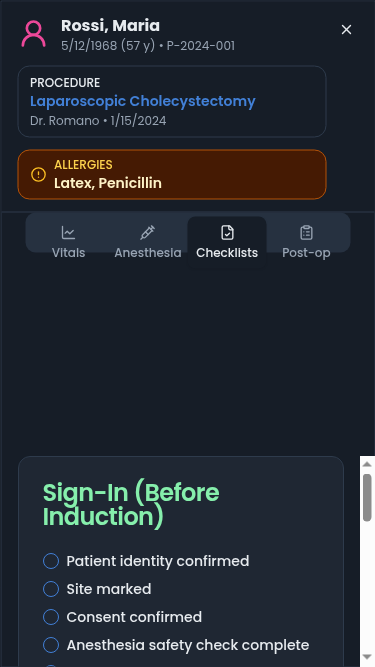 Rossi, Maria
5/12/1968 (57 y) • P-2024-001
PROCEDURE
Laparoscopic Cholecystectomy
Dr. Romano • 1/15/2024
ALLERGIES
Latex, Penicillin
Vitals Anesthesia Checklists Post-op
Sign-In (Before
Induction)
Patient identity confirmed
Site marked
Consent confirmed
Anesthesia safety check complete